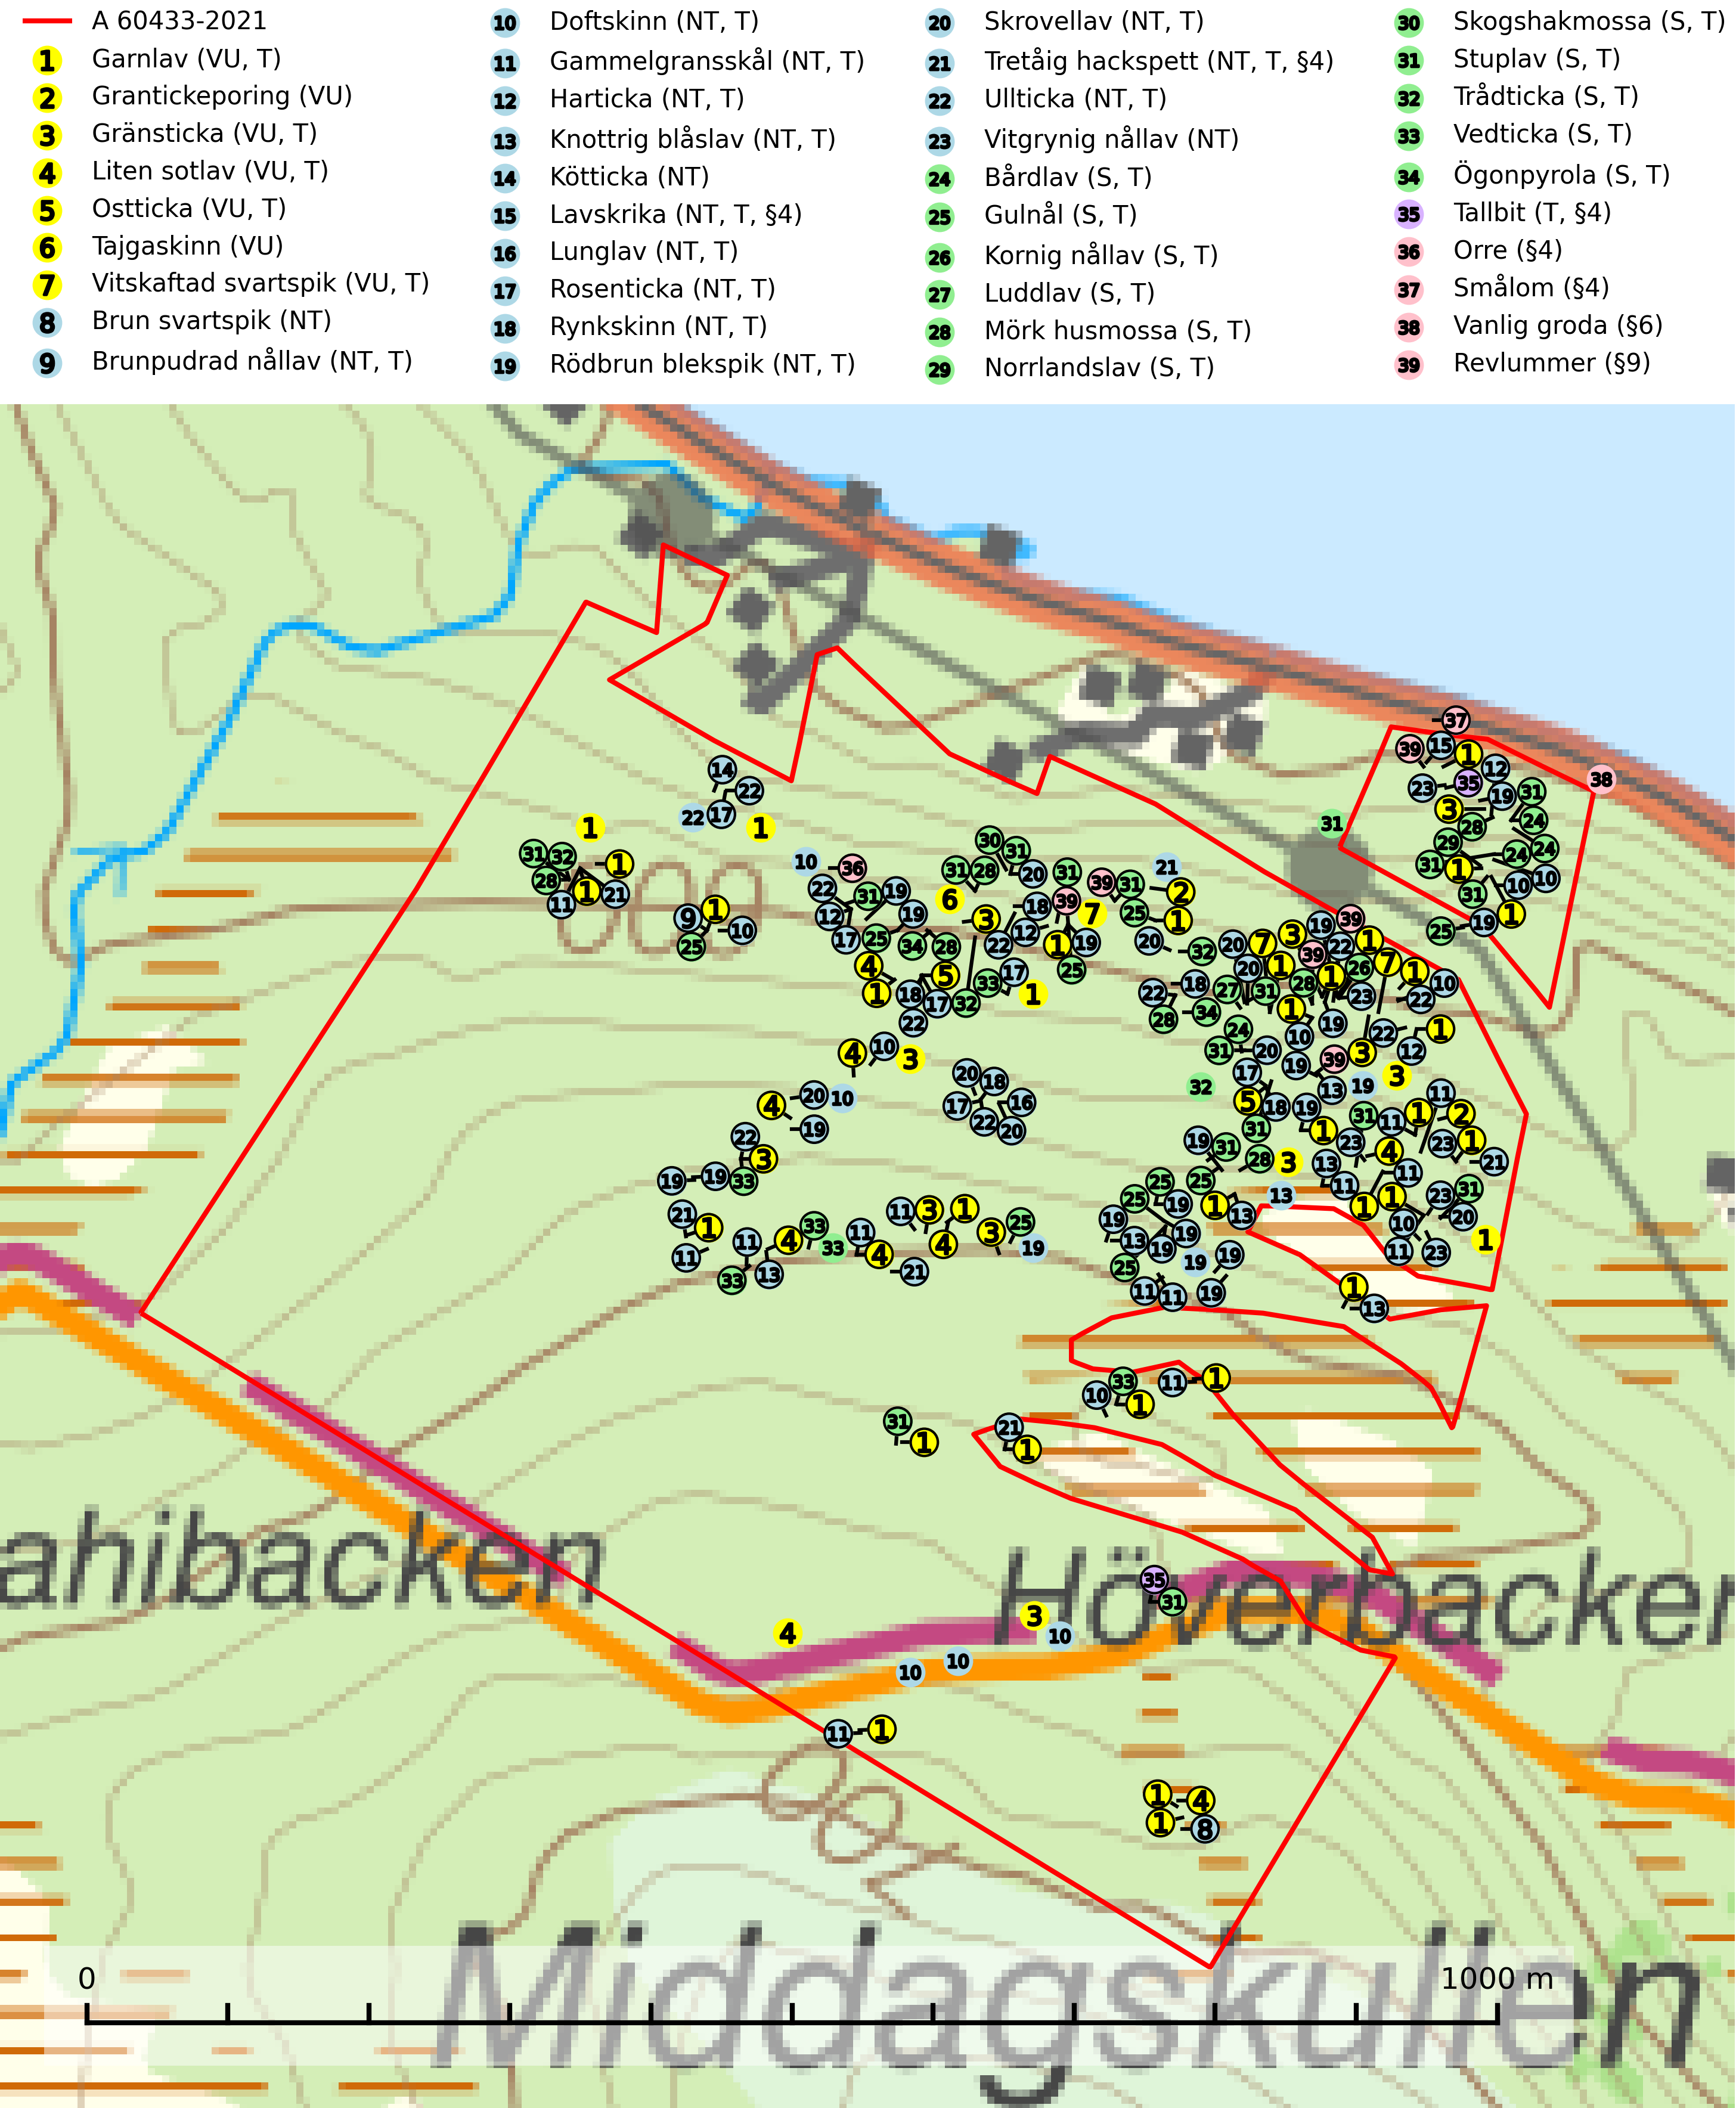 A 60433-2021
1 Garnlav (VU, T)
2 Grantickeporing (VU)
3 Gränsticka (VU, T)
4 Liten sotlav (VU, T)
5 Ostticka (VU, T)
6 Tajgaskinn (VU)
7 Vitskaftad svartspik (VU, T)
8 Brun svartspik (NT)
9 Brunpudrad nållav (NT, T)
10 Doftskinn (NT, T)
11 Gammelgransskål (NT, T)
12 Harticka (NT, T)
13 Knottrig blåslav (NT, T)
14 Kötticka (NT)
15 Lavskrika (NT, T, §4)
16 Lunglav (NT, T)
17 Rosenticka (NT, T)
18 Rynkskinn (NT, T)
19 Rödbrun blekspik (NT, T)
20 Skrovellav (NT, T)
21 Tretåig hackspett (NT, T, §4)
22 Ullticka (NT, T)
23 Vitgrynig nållav (NT)
24 Bårdlav (S, T)
25 Gulnål (S, T)
26 Kornig nållav (S, T)
27 Luddlav (S, T)
28 Mörk husmossa (S, T)
29 Norrlandslav (S, T)
30 Skogshakmossa (S, T)
31 Stuplav (S, T)
32 Trådticka (S, T)
33 Vedticka (S, T)
34 Ögonpyrola (S, T)
35 Tallbit (T, §4)
36 Orre (§4)
37 Smålom (§4)
38 Vanlig groda (§6)
39 Revlummer (§9)
ahibacken
Höverbacken
Middagskullen
0 1000 m